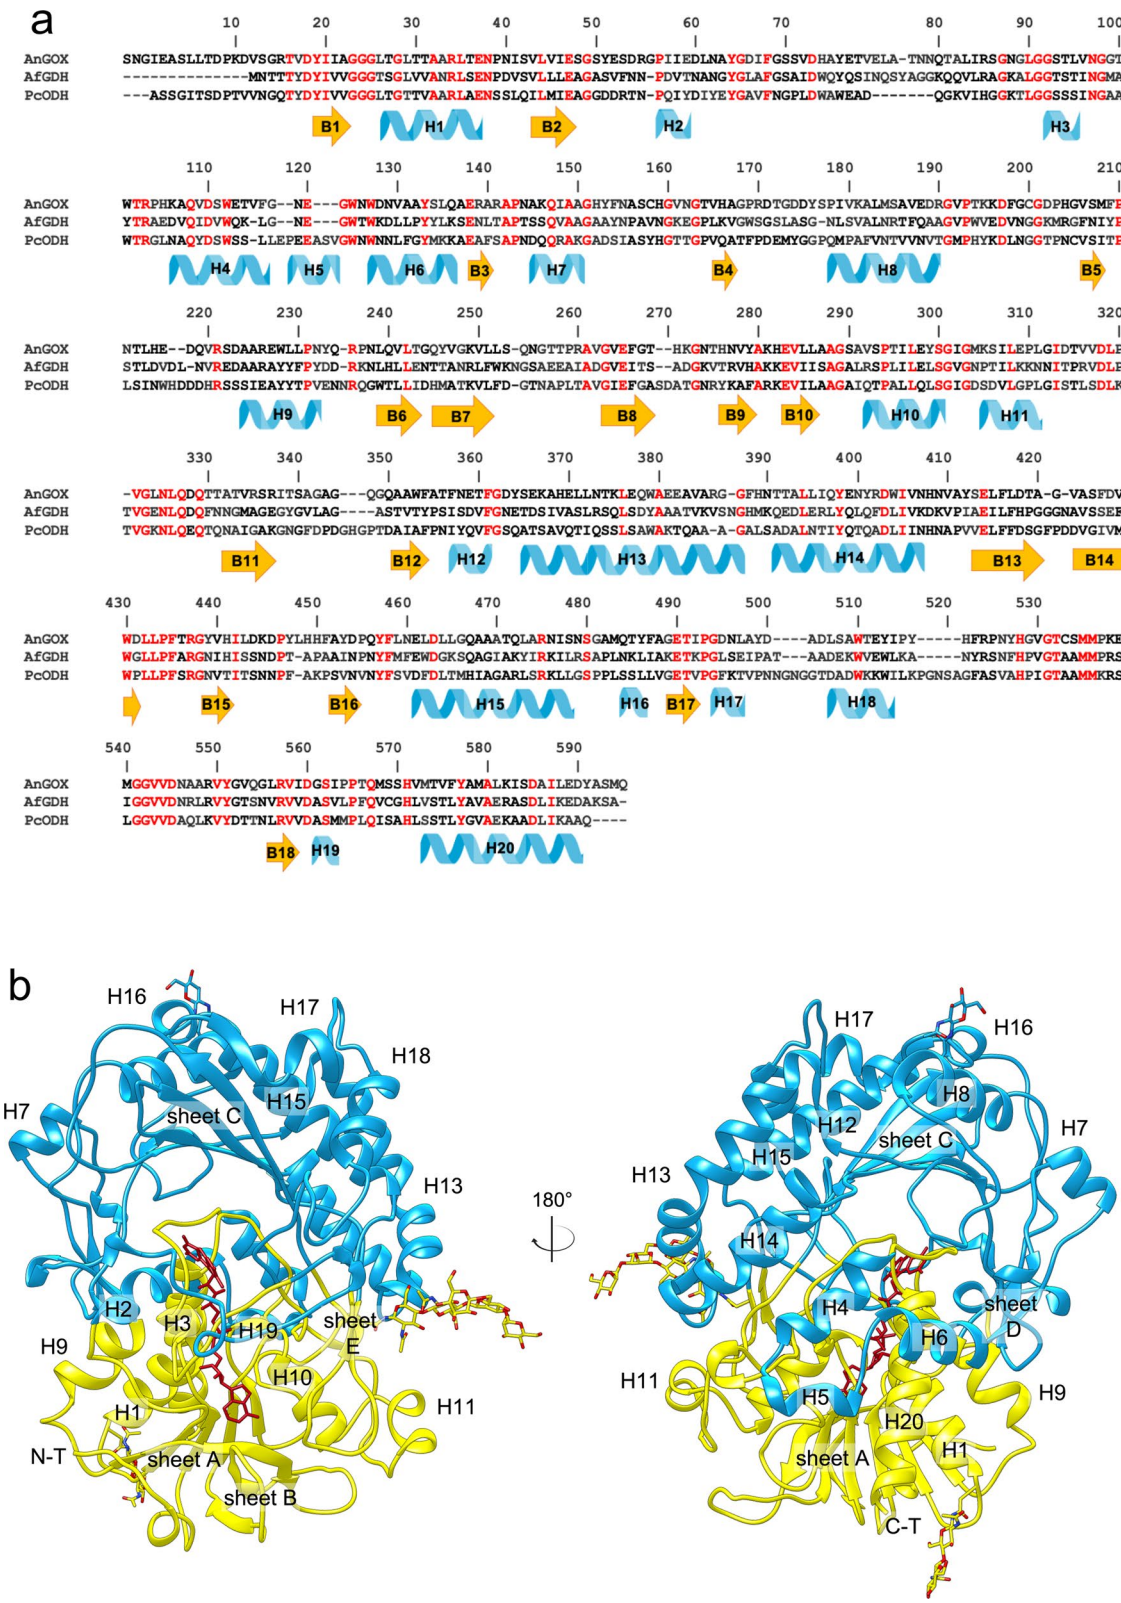 a
10 20 30 40 50 60 70 80 90 100
AnGOX SNGIEASLLTDPKDVSGRTVDYIIAGGGLTGLTTAARLTENPNISVLVIESGSYESDRGPIIEDLNAYGDIFGSSVDHAYETVELA-TNNQTALIRSGNGLGGSTLVNGG
AfGDH --------------MNTTTYDYIVVGGGTSGLVVANRLSENPDVSVLLLEAGASVFNN-PDVTNANGYGLAFGSAIDWQYQSINQSYAGGKQQVLRAGKALGGTSTINGM
PcODH ---ASSGITSDPTVVNGQTYDYIVVGGGLTGTTVAARLAENSSLQILMIEAGGDDRTN-PQIYDIYEYGAVFNGPLDWAWEAD-------QGKVIHGGKTLGGSSSINGAA
B1 H1 B2 H2 H3
110 120 130 140 150 160 170 180 190 200 210
AnGOX WTRPHKAQVDSWETVFG--NE---GWNWDNVAAYSLQAERARAPNAKQIAAGHYFNASCHGVNGTVHAGPRDTGDDYSPIVKALMSAVEDRGVPTKKDFGCGDPHGVSMFP
AfGDH YTRAEDVQIDVWQK-LG--NE---GWTWKDLLPYYLKSENLTAPTSSQVAAGAAYNPAVNGKEGPLKVGWSGSLASG-NLSVALNRTFQAAGVPWVEDVNGGKMRGFNIYP
PcODH WTRGLNAQYDSWSS-LLEPEEASVGWNWNNLFGYMKKAEAFSAPNDQQRAKGADSIASYHGTTGPVQATFPDEMYGGPQMPAFVNTVVNVTGMPHYKDLNGGTPNCVSITP
H4 H5 H6 B3 H7 B4 H8 B5
220 230 240 250 260 270 280 290 300 310 320
AnGOX NTLHE--DQVRSDAAREWLLPNYQ-RPNLQVLTGQYVGKVLLS-QNGTTPRAVGVEFGT--HKGNTHNVYAKHEVLLAAGSAVSPTILEYSGIGMKSILEPLGIDTVVDLP
AfGDH STLDVDL-NVREDAARAYYFPYDD-RKNLHLLENTTANRLFWKNGSAEEAIADGVEITS--ADGKVTRVHAKKEVIISAGALRSPLILELSGVGNPTILKKNNITPRVDLP
PcODH LSINWHDDDHRSSSIEAYYTPVENNRQGWTLLIDHMATKVLFD-GTNAPLTAVGIEFGASDATGNRYKAFARKEVILAAGAIQTPALLQLSGIGDSDVLGPLGISTLSDLK
H9 B6 B7 B8 B9 B10 H10 H11
330 340 350 360 370 380 390 400 410 420
AnGOX -VGLNLQDQTTATVRSRITSAGAG---QGQAAWFATFNETFGDYSEKAHELLNTKLEQWAEEAVARG-GFHNTTALLIQYENYRDWIVNHNVAYSELFLDTA-G-VASFDV
AfGDH TVGENLQDQFNNGMAGEGYGVLAG---ASTVTYPSISDVFGNETDSIVASLRSQLSDYAAATVKVSNGHMKQEDLERLYQLQFDLIVKDKVPIAEILFHPGGGNAVSSEF
PcODH TVGKNLQEQTQNAIGAKGNGFDPDGHGPTDAIAFPNIYQVFGSQATSAVQTIQSSLSAWAKTQAA-A-GALSADALNTIYQTQADLIINHNAPVVELFFDSGFPDDVGIVM
B11 B12 H12 H13 H14 B13 B14
430 440 450 460 470 480 490 500 510 520 530
AnGOX WDLLPFTRGYVHILDKDPYLHHFAYDPQYFLNELDLLGQAAATQLARNISNSGAMQTYFAGETIPGDNLAYD----ADLSAWTEYIPY-----HFRPNYHGVGTCSMMPKE
AfGDH WGLLPFARGNIHISSNDPT-APAAINPNYFMFEWDGKSQAGIAKYIRKILRSAPLNKLIAKETKPGLSEIPAT---AADEKWVEWLKA-----NYRSNFHPVGTAAMMPRS
PcODH WPLLPFSRGNVTITSNNPF-AKPSVNVNYFSVDFDLTMHIAGARLSRKLLGSPPLSSLLVGETVPGFKTVPNNGNGGTDADWKKWILKPGNSAGFASVAHPIGTAAMMKRS
B15 B16 H15 H16 B17 H17 H18
540 550 560 570 580 590
AnGOX MGGVVDNAARVYGVQGLRVIDGSIPPTQMSSHVMTVFYAMALKISDAILEDYASMQ
AfGDH IGGVVDNRLRVYGTSNVRVVDASVLPFQVCGHLVSTLYAVAERASDLIKEDAKSA-
PcODH LGGVVDAQLKVYDTTNLRVVDASMMPLQISAHLSSTLYGVAEKAADLIKAAQ----
B18 H19 H20
b
H16 H17 H18 H15 sheet C H7 H13 H2 H3 H19 sheet E H9 H10 H11 H1 N-T sheet A sheet B
180°
H17 H16 H8 H12 sheet C H7 H15 H13 H14 H4 sheet D H6 H11 H5 H9 H20 H1 sheet A C-T